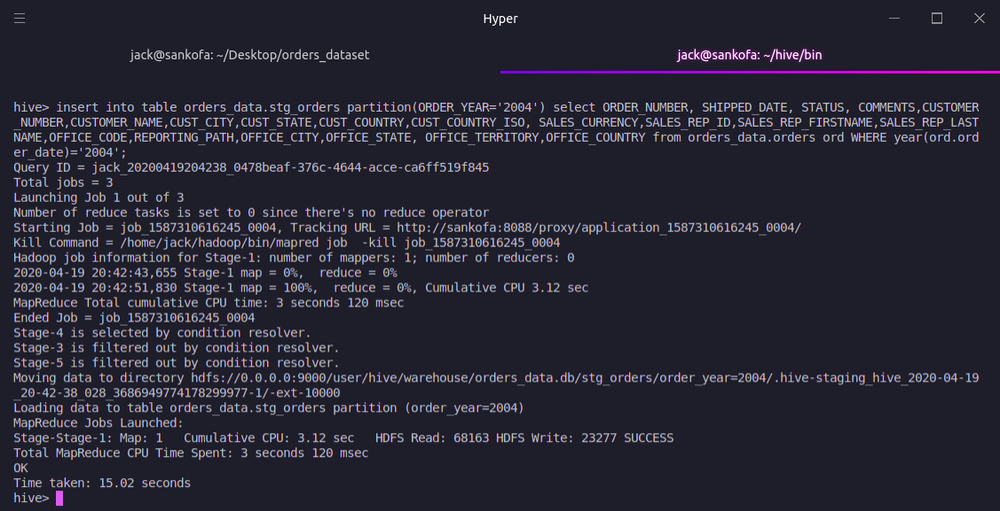 Hyper
jack@sankofa: ~/Desktop/orders_dataset
jack@sankofa: ~/hive/bin
hive> insert into table orders_data.stg_orders partition(ORDER_YEAR='2004') select ORDER_NUMBER, SHIPPED_DATE, STATUS, COMMENTS,CUSTOMER
_NUMBER,CUSTOMER_NAME,CUST_CITY,CUST_STATE,CUST_COUNTRY,CUST_COUNTRY_ISO, SALES_CURRENCY,SALES_REP_ID,SALES_REP_FIRSTNAME,SALES_REP_LAST
NAME,OFFICE_CODE,REPORTING_PATH,OFFICE_CITY,OFFICE_STATE, OFFICE_TERRITORY,OFFICE_COUNTRY from orders_data.orders ord WHERE year(ord.ord
er_date)='2004';
Query ID = jack_20200419204238_0478beaf-376c-4644-acce-ca6ff519f845
Total jobs = 3
Launching Job 1 out of 3
Number of reduce tasks is set to 0 since there's no reduce operator
Starting Job = job_1587310616245_0004, Tracking URL = http://sankofa:8088/proxy/application_1587310616245_0004/
Kill Command = /home/jack/hadoop/bin/mapred job  -kill job_1587310616245_0004
Hadoop job information for Stage-1: number of mappers: 1; number of reducers: 0
2020-04-19 20:42:43,655 Stage-1 map = 0%,  reduce = 0%
2020-04-19 20:42:51,830 Stage-1 map = 100%,  reduce = 0%, Cumulative CPU 3.12 sec
MapReduce Total cumulative CPU time: 3 seconds 120 msec
Ended Job = job_1587310616245_0004
Stage-4 is selected by condition resolver.
Stage-3 is filtered out by condition resolver.
Stage-5 is filtered out by condition resolver.
Moving data to directory hdfs://0.0.0.0:9000/user/hive/warehouse/orders_data.db/stg_orders/order_year=2004/.hive-staging_hive_2020-04-19
_20-42-38_028_3686949774178299977-1/-ext-10000
Loading data to table orders_data.stg_orders partition (order_year=2004)
MapReduce Jobs Launched:
Stage-Stage-1: Map: 1   Cumulative CPU: 3.12 sec   HDFS Read: 68163 HDFS Write: 23277 SUCCESS
Total MapReduce CPU Time Spent: 3 seconds 120 msec
OK
Time taken: 15.02 seconds
hive>